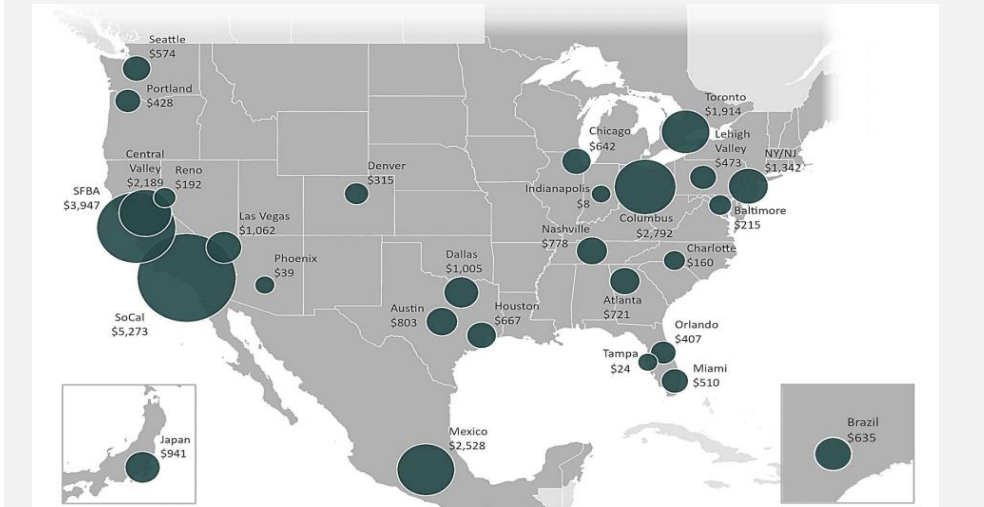 Seattle
$574
Portland
$428
Central
Valley
$2,189
Reno
$192
SFBA
$3,947
Las Vegas
$1,062
Phoenix
$39
SoCal
$5,273
Denver
$315
Dallas
$1,005
Austin
$803
Houston
$667
Chicago
$642
Indianapolis
$8
Columbus
$2,792
Nashville
$778
Toronto
$1,914
Lehigh
Valley
$473
NY/NJ
$1,342
Baltimore
$215
Charlotte
$160
Atlanta
$721
Orlando
$407
Tampa
$24
Miami
$510
Mexico
$2,528
Japan
$941
Brazil
$635